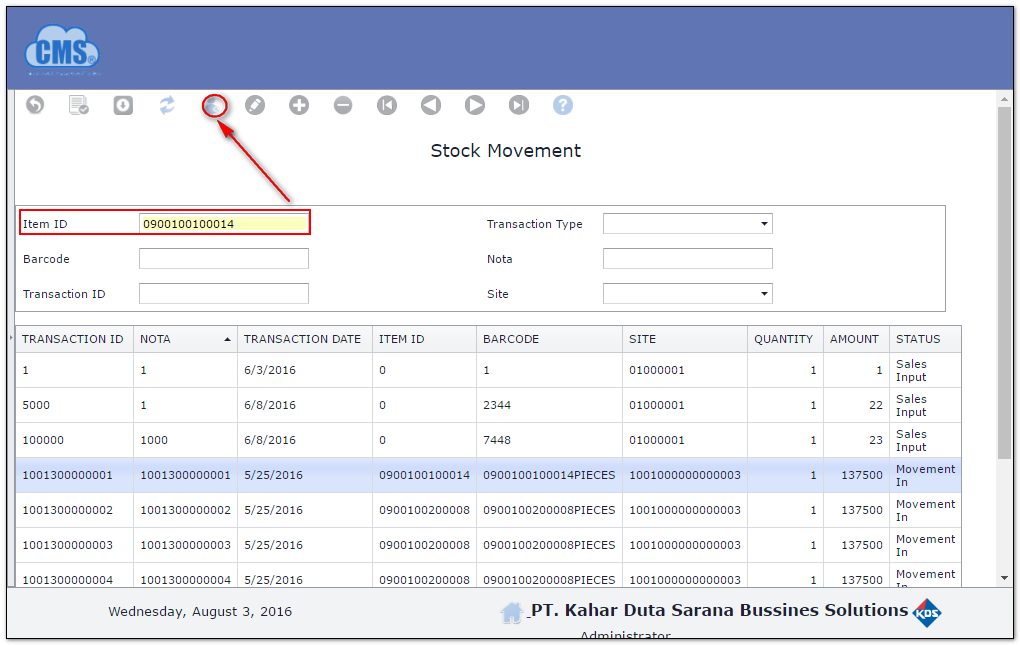 CMS®
Stock Movement
Item ID 0900100100014 Transaction Type
Barcode Nota
Transaction ID Site
TRANSACTION ID NOTA TRANSACTION DATE ITEM ID BARCODE SITE QUANTITY AMOUNT STATUS
1 1 6/3/2016 0 1 01000001 1 1 Sales Input
5000 1 6/8/2016 0 2344 01000001 1 22 Sales Input
100000 1000 6/8/2016 0 7448 01000001 1 23 Sales Input
1001300000001 1001300000001 5/25/2016 0900100100014 0900100100014PIECES 1001000000000003 1 137500 Movement In
1001300000002 1001300000002 5/25/2016 0900100200008 0900100200008PIECES 1001000000000003 1 137500 Movement In
1001300000003 1001300000003 5/25/2016 0900100200008 0900100200008PIECES 1001000000000003 1 137500 Movement In
1001300000004 1001300000004 5/25/2016 0900100200008 0900100200008PIECES 1001000000000003 1 137500 Movement In
Wednesday, August 3, 2016 PT. Kahar Duta Sarana Bussines Solutions KDS
Administrator